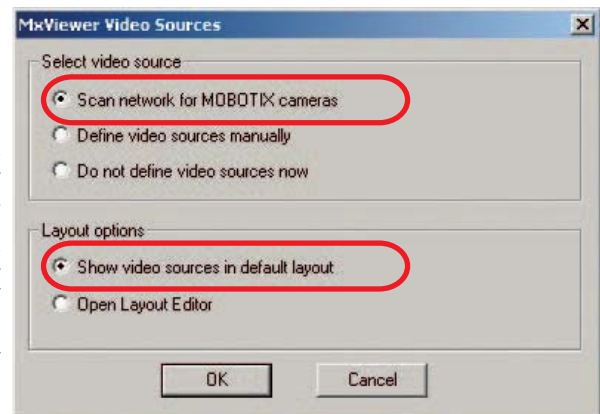 MxViewer Video Sources
Select video source
Scan network for MOBOTIX cameras
Define video sources manually
Do not define video sources now
Layout options
Show video sources in default layout
Open Layout Editor
OK
Cancel